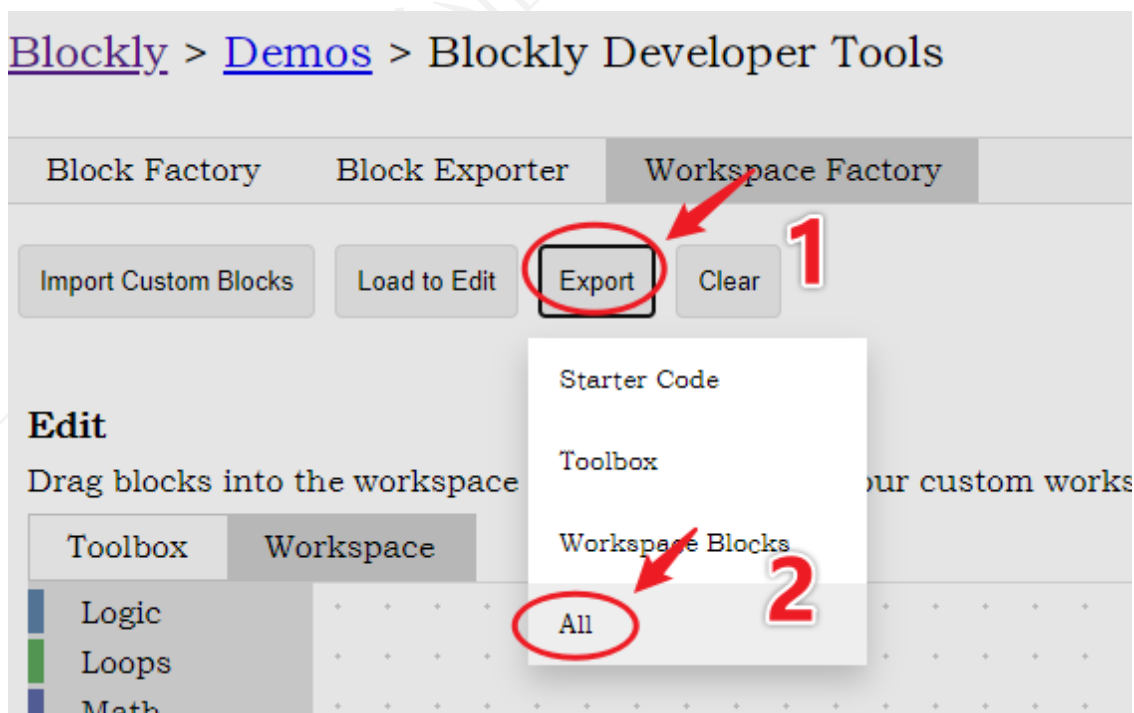 Blockly > Demos > Blockly Developer Tools
Block Factory Block Exporter Workspace Factory
1
Import Custom Blocks Load to Edit Export Clear
Starter Code
Edit
Toolbox
Drag blocks into the workspace our custom works
Toolbox Workspace
Workspace Blocks
2
Logic
All
Loops
Math